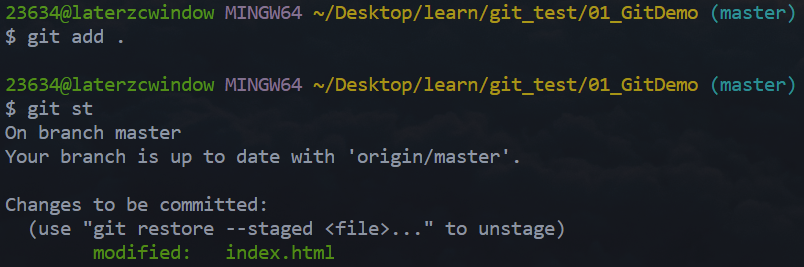 23634@laterzcwindow MINGW64 ~/Desktop/learn/git_test/01_GitDemo (master)
$ git add .
23634@laterzcwindow MINGW64 ~/Desktop/learn/git_test/01_GitDemo (master)
$ git st
On branch master
Your branch is up to date with 'origin/master'.
Changes to be committed:
(use "git restore --staged <file>..." to unstage)
modified: index.html